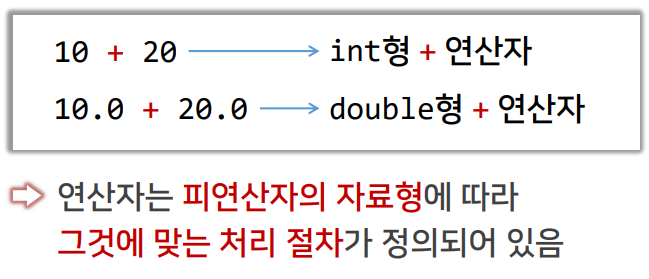 10 + 20 int형 + 연산자
10.0 + 20.0 double형 + 연산자
연산자는 피연산자의 자료형에 따라
그것에 맞는 처리 절차가 정의되어 있음